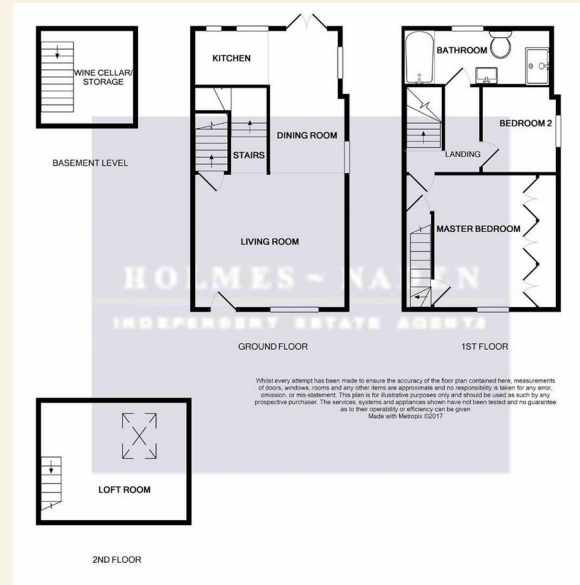 WINE CELLAR/
STORAGE
BASEMENT LEVEL
KITCHEN
DINING ROOM
STAIRS
LIVING ROOM
GROUND FLOOR
BATHROOM
BEDROOM 2
LANDING
MASTER BEDROOM
1ST FLOOR
HOLMES ~ NADEN
INDEPENDENT ESTATE AGENTS
Whilst every attempt has been made to ensure the accuracy of the floor plan contained here, measurements
of doors, windows, rooms and any other items are approximate and no responsibility is taken for any error,
omission, or mis-statement. This plan is for illustrative purposes only and should be used as such by any
prospective purchaser. The services, systems and appliances shown have not been tested and no guarantee
as to their operability or efficiency can be given
Made with Metropix ©2017
LOFT ROOM
2ND FLOOR